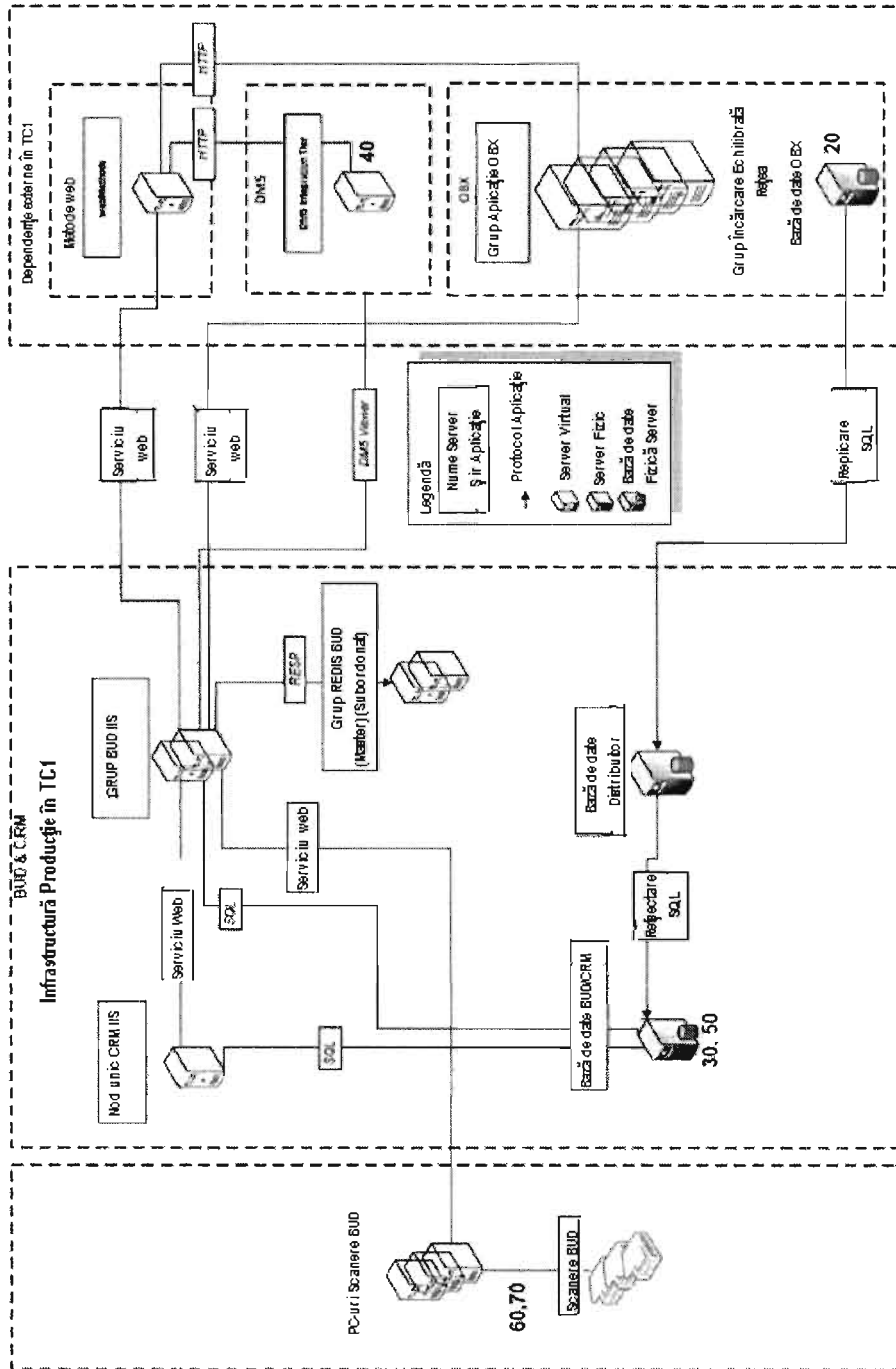 BUD & CRM
Infrastructură Producție în TC1
Dependențe externe în TC1
Metode web
webMethods
HTTP
HTTP
DMS
DMS Integration Tier
40
OBX
Grup Aplicație OBX
Grup Încărcare Echilibrată
Rețea
Bază de date OBX
20
Serviciu
web
Serviciu
web
DMS Viewer
Legendă
Nume Server
Șir Aplicație
Protocol Aplicație
Server Virtual
Server Fizic
Bază de date
Fizică Server
Replicare
SQL
GRUP BUD IIS
RESP
Grup REDIS BUD
(Master)(Subordonat)
Nod unic CRM IIS
Serviciu Web
SQL
Serviciu web
SQL
Bază de date
Distribuitor
Bază de date BUD/CRM
SQL
30, 50
PC-uri Scanere BUD
60,70
Scanere BUD